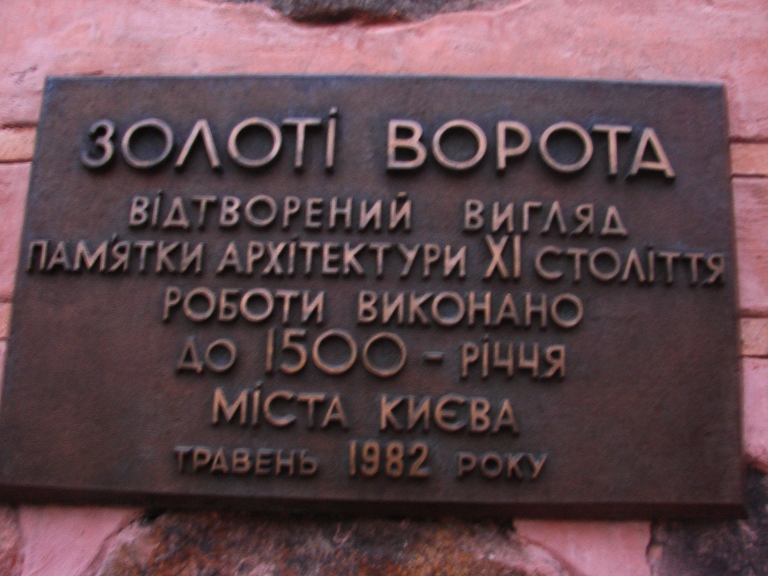 ЗОЛОТІ ВОРОТА
ВІДТВОРЕНИЙ ВИГЛЯД
ПАМ'ЯТКИ АРХІТЕКТУРИ XI СТОЛІТТЯ
РОБОТИ ВИКОНАНО
ДО 1500 - РІЧЧЯ
МІСТА КИЄВА
ТРАВЕНЬ 1982 РОКУ